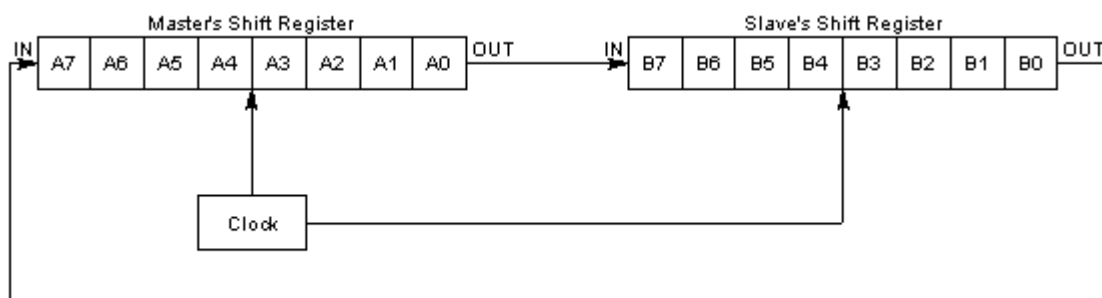 Master's Shift Register
Slave's Shift Register
IN A7 A6 A5 A4 A3 A2 A1 A0 OUT
IN B7 B6 B5 B4 B3 B2 B1 B0 OUT
Clock